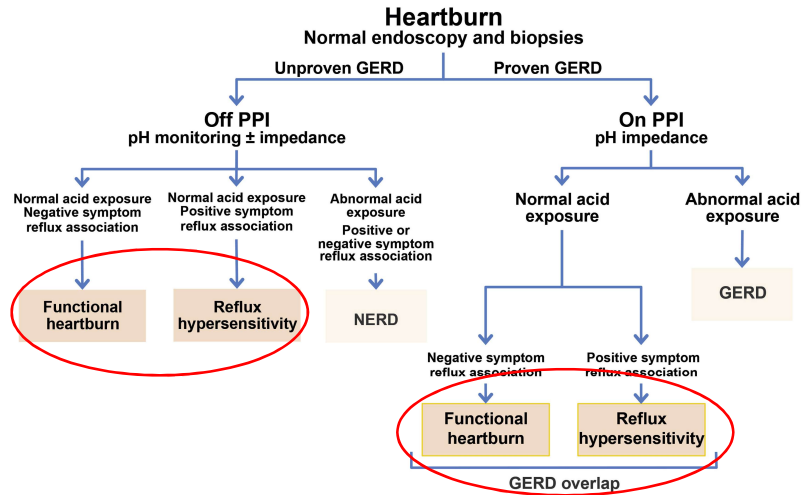 Heartburn
Normal endoscopy and biopsies
Unproven GERD
Proven GERD
Off PPI
pH monitoring ± impedance
On PPI
pH impedance
Normal acid exposure
Negative symptom
reflux association
Normal acid exposure
Positive symptom
reflux association
Abnormal acid
exposure
Positive or
negative symptom
reflux association
Normal acid
exposure
Abnormal acid
exposure
Functional
heartburn
Reflux
hypersensitivity
NERD
GERD
Negative symptom
reflux association
Positive symptom
reflux association
Functional
heartburn
Reflux
hypersensitivity
GERD overlap